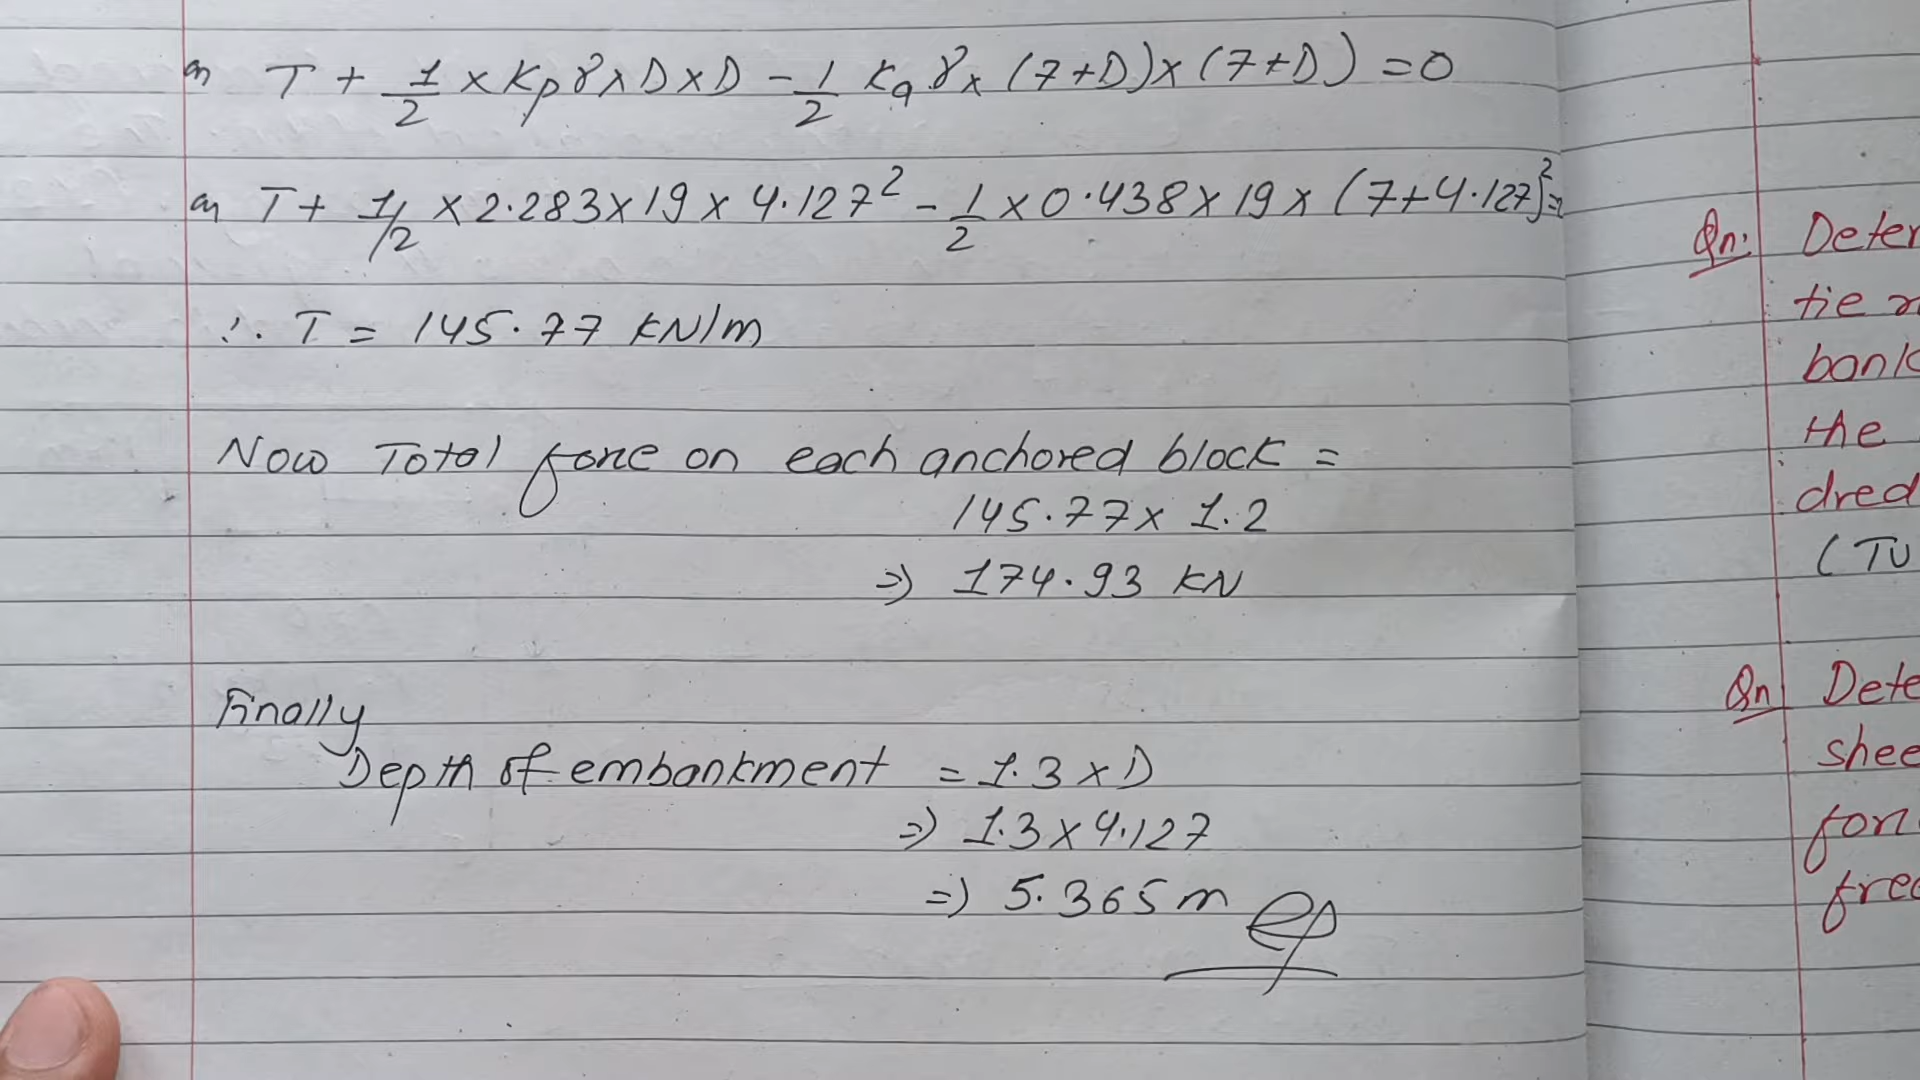 or T + 1/2 × Kp γ × D × D - 1/2 Ka γ × (7+D) × (7+D) = 0
or T + 1/2 × 2.283 × 19 × 4.127² - 1/2 × 0.438 × 19 × (7+4.127)² =
∴ T = 145.77 KN/m
Now Total force on each anchored block =
145.77 × 1.2
⇒ 174.93 KN
Finally
Depth of embankment = 1.3 × D
⇒ 1.3 × 4.127
⇒ 5.365 m
Qn: Deter
tie
bank
the
dred
(TU
Qn Dete
shee
for
free